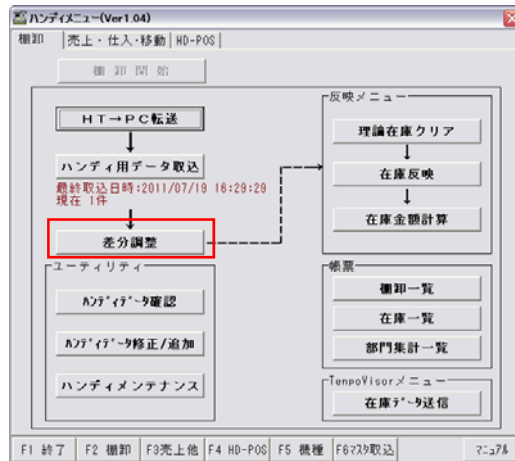 ハンディメニュー(Ver1.04)
棚卸 売上・仕入・移動 HD-POS
棚 卸 開 始
HT→PC転送
ハンディ用データ取込
最終取込日時:2011/07/19 16:29:29
現在 1件
差分調整
反映メニュー
理論在庫クリア
在庫反映
在庫金額計算
ユーティリティ
ハンディデータ確認
ハンディデータ修正/追加
ハンディメンテナンス
帳票
棚卸一覧
在庫一覧
部門集計一覧
TenpoVisorメニュー
在庫データ送信
F1 終了 F2 棚卸 F3売上他 F4 HD-POS F5 機種 F6マスタ取込 マニュアル